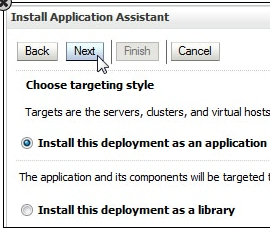 Install Application Assistant
Back Next Finish Cancel
Choose targeting style
Targets are the servers, clusters, and virtual hosts
Install this deployment as an application
The application and its components will be targeted t
Install this deployment as a library